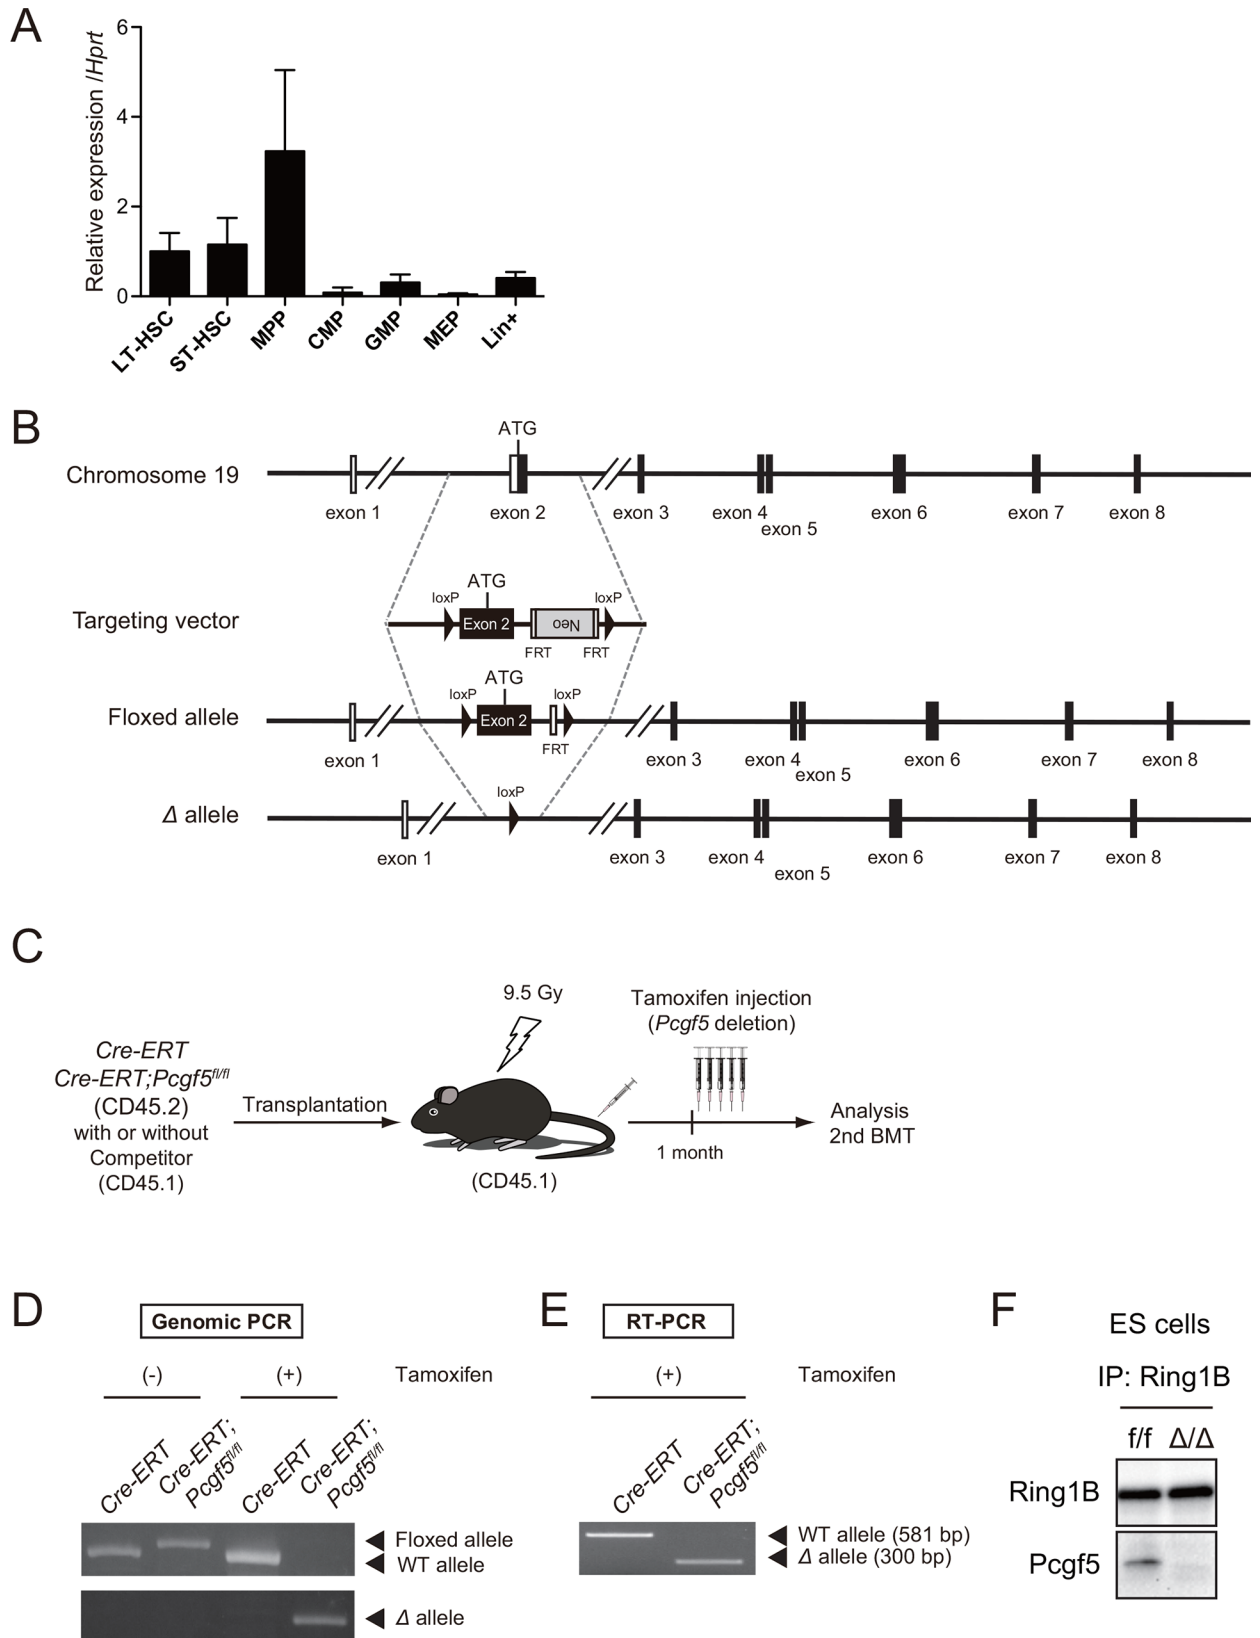 A
Relative expression /Hprt
6
4
2
0
LT-HSC
ST-HSC
MPP
CMP
GMP
MEP
Lin+
B
Chromosome 19
ATG
exon 1
exon 2
exon 3
exon 4
exon 5
exon 6
exon 7
exon 8
Targeting vector
loxP
ATG
loxP
Exon 2
Neo
FRT
FRT
Floxed allele
loxP
ATG
loxP
Exon 2
FRT
exon 1
exon 3
exon 4
exon 5
exon 6
exon 7
exon 8
Δ allele
loxP
exon 1
exon 3
exon 4
exon 5
exon 6
exon 7
exon 8
C
Cre-ERT
Cre-ERT;Pcgf5fl/fl
(CD45.2)
with or without
Competitor
(CD45.1)
Transplantation
9.5 Gy
(CD45.1)
Tamoxifen injection
(Pcgf5 deletion)
1 month
Analysis
2nd BMT
D
Genomic PCR
(-)
(+)
Tamoxifen
Cre-ERT
Cre-ERT;
Pcgf5fl/fl
Cre-ERT
Cre-ERT;
Pcgf5fl/fl
Floxed allele
WT allele
Δ allele
E
RT-PCR
(+)
Tamoxifen
Cre-ERT
Cre-ERT;
Pcgf5fl/fl
WT allele (581 bp)
Δ allele (300 bp)
F
ES cells
IP: Ring1B
f/f Δ/Δ
Ring1B
Pcgf5